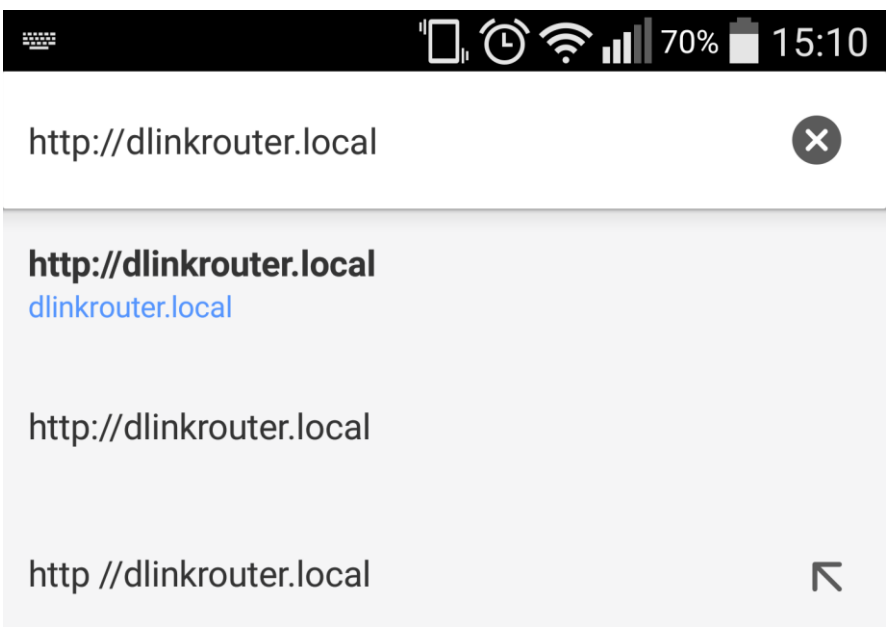 70% 15:10
http://dlinkrouter.local
http://dlinkrouter.local
dlinkrouter.local
http://dlinkrouter.local
http //dlinkrouter.local